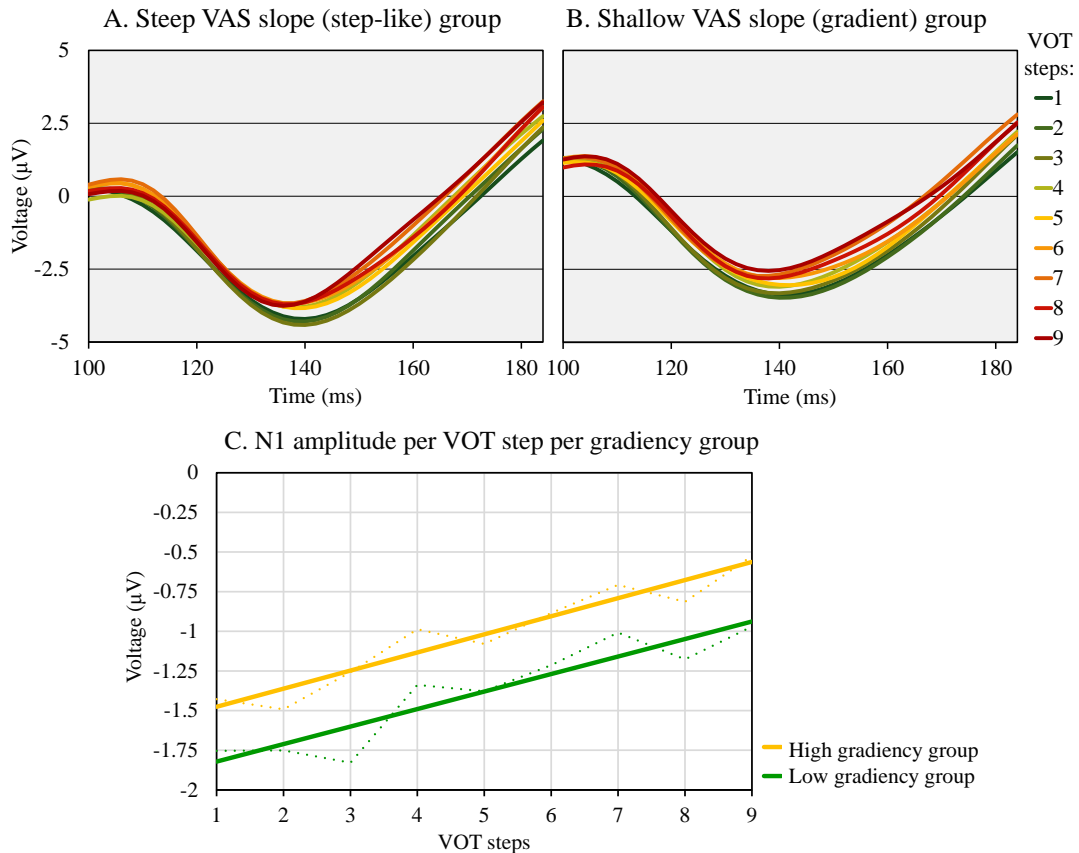 A. Steep VAS slope (step-like) group
B. Shallow VAS slope (gradient) group
VOT
steps:
1
2
3
4
5
6
7
8
9
5
2.5
0
-2.5
-5
Voltage (µV)
100 120 140 160 180
Time (ms)
100 120 140 160 180
Time (ms)
C. N1 amplitude per VOT step per gradiency group
0
-0.25
-0.5
-0.75
-1
-1.25
-1.5
-1.75
-2
Voltage (µV)
1 2 3 4 5 6 7 8 9
VOT steps
High gradiency group
Low gradiency group